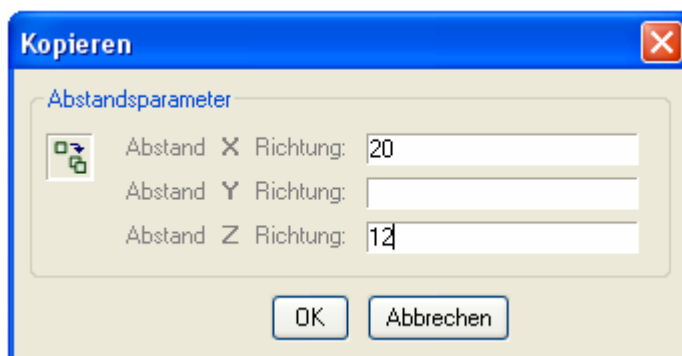 Kopieren
Abstandsparameter
Abstand X Richtung: 20
Abstand Y Richtung:
Abstand Z Richtung: 12
OK Abbrechen